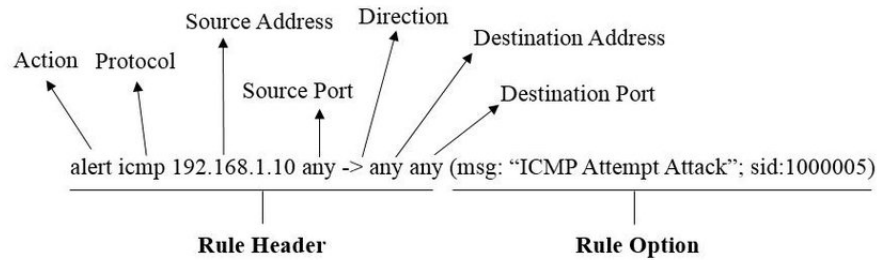 Source Address
Direction
Destination Address
Action
Protocol
Source Port
Destination Port
alert icmp 192.168.1.10 any -> any any (msg: “ICMP Attempt Attack”; sid:1000005)
Rule Header
Rule Option